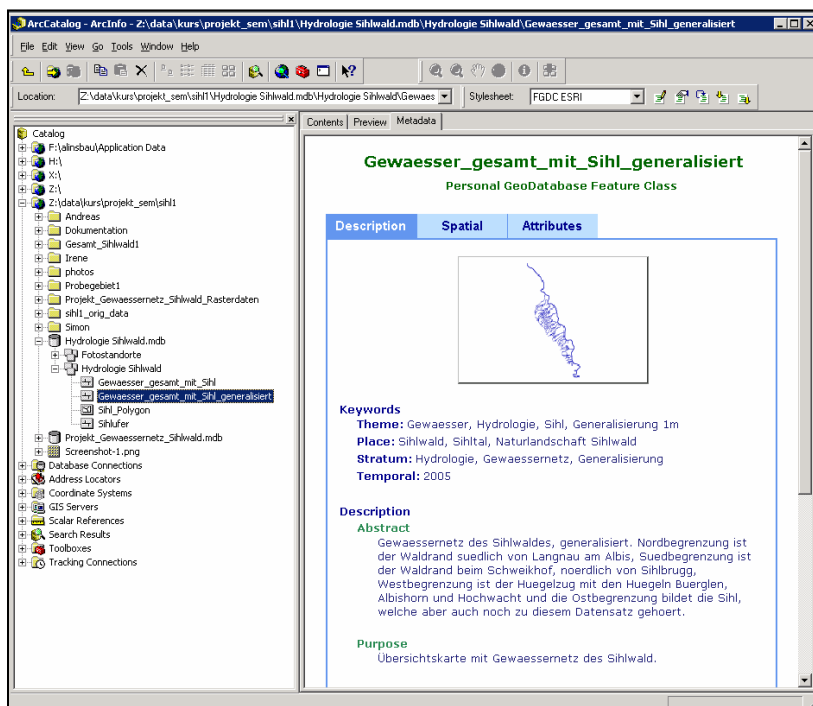 ArcCatalog - ArcInfo - Z:\data\kurs\projekt_sem\sihl1\Hydrologie Sihlwald.mdb\Hydrologie Sihlwald\Gewaesser_gesamt_mit_Sihl_generalisiert
File Edit View Go Tools Window Help
Location: Z:\data\kurs\projekt_sem\sihl1\Hydrologie Sihlwald.mdb\Hydrologie Sihlwald\Gewaes Stylesheet: FGDC ESRI
Catalog
F:\alinsbau\Application Data
H:\
X:\
Z:\
Z:\data\kurs\projekt_sem\sihl1
Andreas
Dokumentation
Gesamt_Sihlwald1
Irene
photos
Probegebiet1
Projekt_Gewaessernetz_Sihlwald_Rasterdaten
sihl1_orig_data
Simon
Hydrologie Sihlwald.mdb
Fotostandorte
Hydrologie Sihlwald
Gewaesser_gesamt_mit_Sihl
Gewaesser_gesamt_mit_Sihl_generalisiert
Sihl_Polygon
Sihlufer
Projekt_Gewaessernetz_Sihlwald.mdb
Screenshot-1.png
Database Connections
Address Locators
Coordinate Systems
GIS Servers
Scalar References
Search Results
Toolboxes
Tracking Connections
Contents Preview Metadata
Gewaesser_gesamt_mit_Sihl_generalisiert
Personal GeoDatabase Feature Class
Description Spatial Attributes
Keywords
Theme: Gewaesser, Hydrologie, Sihl, Generalisierung 1m
Place: Sihlwald, Sihltal, Naturlandschaft Sihlwald
Stratum: Hydrologie, Gewaessernetz, Generalisierung
Temporal: 2005
Description
Abstract
Gewaessernetz des Sihlwaldes, generalisiert. Nordbegrenzung ist
der Waldrand suedlich von Langnau am Albis, Suedbegrenzung ist
der Waldrand beim Schweikhof, noerdlich von Sihlbrugg,
Westbegrenzung ist der Huegelzug mit den Huegeln Buerglen,
Albishorn und Hochwacht und die Ostbegrenzung bildet die Sihl,
welche aber auch noch zu diesem Datensatz gehoert.
Purpose
Übersichtskarte mit Gewaessernetz des Sihlwald.